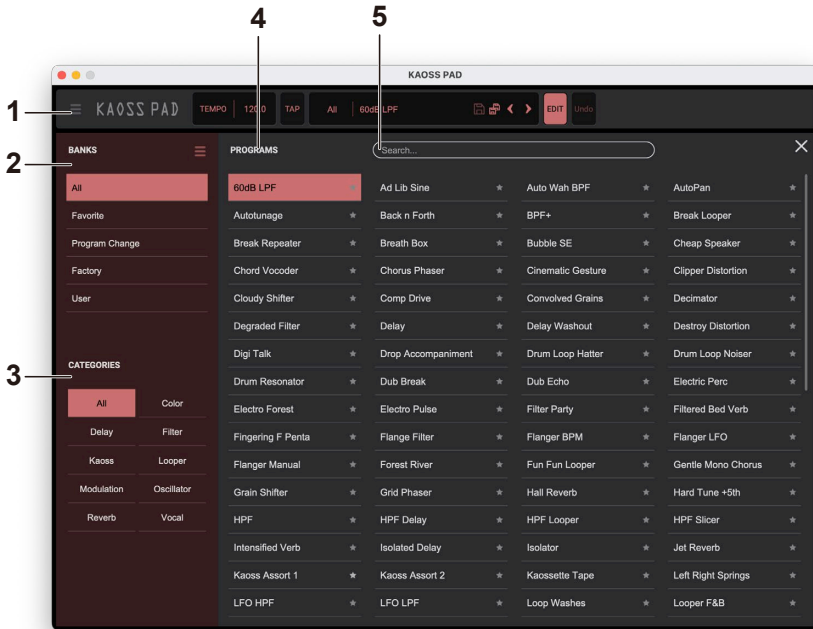 4 5
KAOSS PAD
1 KAOSS PAD TEMPO 120.0 TAP All 60dB LPF EDIT Undo
BANKS PROGRAMS Search...
2
All 60dB LPF Ad Lib Sine Auto Wah BPF AutoPan
Favorite Autotunage Back n Forth BPF+ Break Looper
Program Change Break Repeater Breath Box Bubble SE Cheap Speaker
Factory Chord Vocoder Chorus Phaser Cinematic Gesture Clipper Distortion
User Cloudy Shifter Comp Drive Convolved Grains Decimator
Degraded Filter Delay Delay Washout Destroy Distortion
Digi Talk Drop Accompaniment Drum Loop Hatter Drum Loop Noiser
3 CATEGORIES
Drum Resonator Dub Break Dub Echo Electric Perc
All Color Electro Forest Electro Pulse Filter Party Filtered Bed Verb
Delay Filter Fingering F Penta Flange Filter Flanger BPM Flanger LFO
Kaoss Looper Flanger Manual Forest River Fun Fun Looper Gentle Mono Chorus
Modulation Oscillator Grain Shifter Grid Phaser Hall Reverb Hard Tune +5th
Reverb Vocal HPF HPF Delay HPF Looper HPF Slicer
Intensified Verb Isolated Delay Isolator Jet Reverb
Kaoss Assort 1 Kaoss Assort 2 Kaossette Tape Left Right Springs
LFO HPF LFO LPF Loop Washes Looper F&B